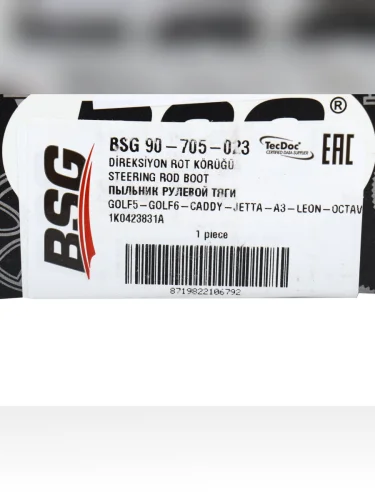 BSG
®
BSG 90-705-023
TecDoc
CERTIFIED DATA SUPPLIER
EAC
DİREKSİYON ROT KÖRÜĞÜ
STEERING ROD BOOT
ПЫЛЬНИК РУЛЕВОЙ ТЯГИ
GOLF5-GOLF6-CADDY-JETTA-A3-LEON-OCTAV
1K0423831A
1 piece
8719822106792